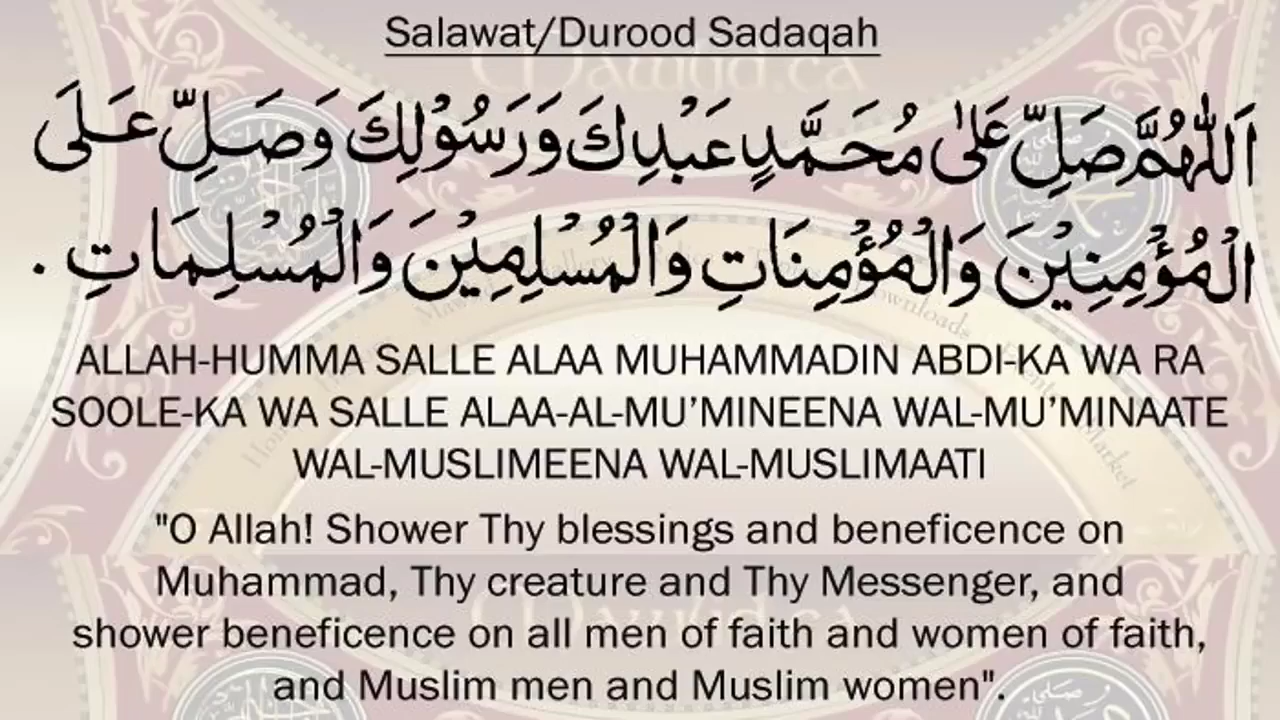 Salawat/Durood Sadaqah
اَللّٰهُمَّ صَلِّ عَلٰى مُحَمَّدٍ عَبْدِكَ وَرَسُوْلِكَ وَصَلِّ عَلَى
الْمُؤْمِنِيْنَ وَالْمُؤْمِنَاتِ وَالْمُسْلِمِيْنَ وَالْمُسْلِمَاتِ .
ALLAH-HUMMA SALLE ALAA MUHAMMADIN ABDI-KA WA RA
SOOLE-KA WA SALLE ALAA-AL-MU’MINEENA WAL-MU’MINAATE
WAL-MUSLIMEENA WAL-MUSLIMAATI
"O Allah! Shower Thy blessings and beneficence on
Muhammad, Thy creature and Thy Messenger, and
shower beneficence on all men of faith and women of faith,
and Muslim men and Muslim women".